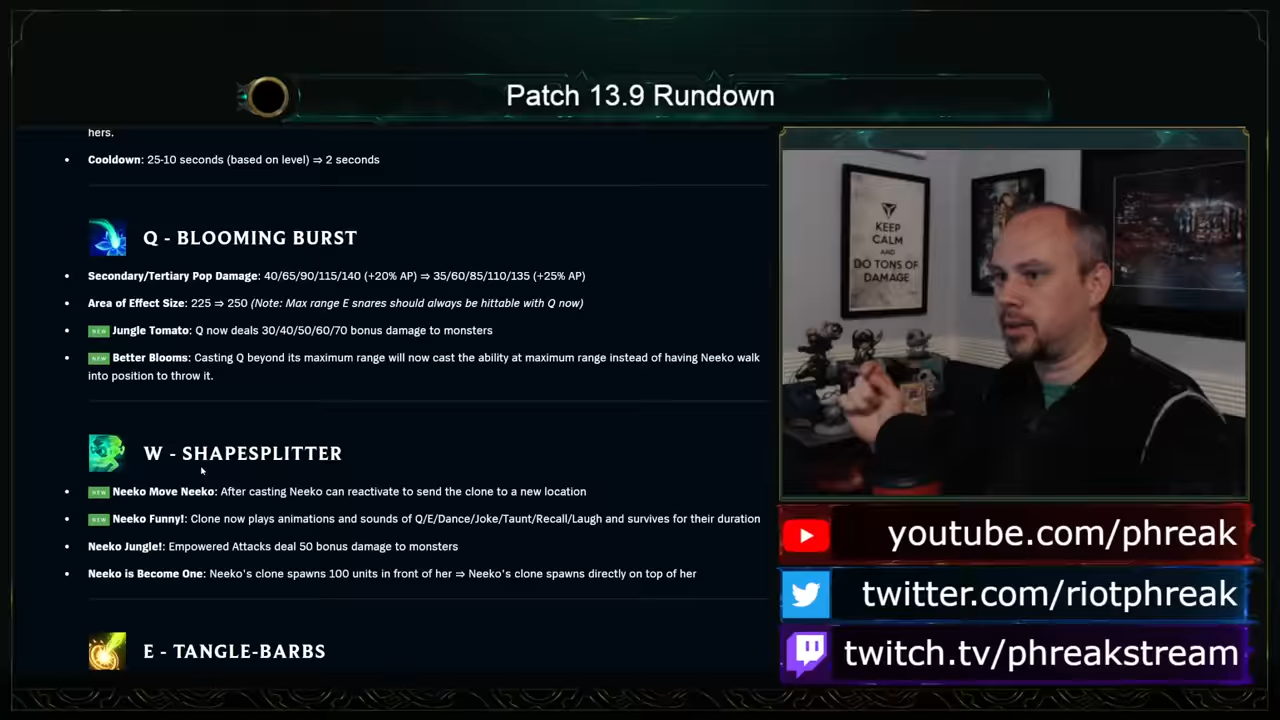 Patch 13.9 Rundown
hers.
• Cooldown: 25-10 seconds (based on level) ⇒ 2 seconds
Q - BLOOMING BURST
• Secondary/Tertiary Pop Damage: 40/65/90/115/140 (+20% AP) ⇒ 35/60/85/110/135 (+25% AP)
• Area of Effect Size: 225 ⇒ 250 (Note: Max range E snares should always be hittable with Q now)
• NEW Jungle Tomato: Q now deals 30/40/50/60/70 bonus damage to monsters
• NEW Better Blooms: Casting Q beyond its maximum range will now cast the ability at maximum range instead of having Neeko walk
into position to throw it.
W - SHAPESPLITTER
• NEW Neeko Move Neeko: After casting Neeko can reactivate to send the clone to a new location
• NEW Neeko Funny!: Clone now plays animations and sounds of Q/E/Dance/Joke/Taunt/Recall/Laugh and survives for their duration
• Neeko Jungle!: Empowered Attacks deal 50 bonus damage to monsters
• Neeko is Become One: Neeko's clone spawns 100 units in front of her ⇒ Neeko's clone spawns directly on top of her
E - TANGLE-BARBS
KEEP
CALM
AND
DO TONS OF
DAMAGE
youtube.com/phreak
twitter.com/riotphreak
twitch.tv/phreakstream